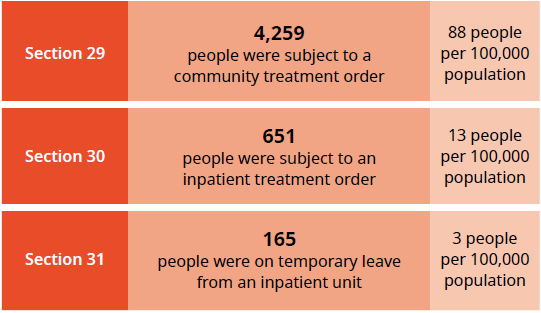 Section 29
4,259
people were subject to a
community treatment order
88 people
per 100,000
population
Section 30
651
people were subject to an
inpatient treatment order
13 people
per 100,000
population
Section 31
165
people were on temporary leave
from an inpatient unit
3 people
per 100,000
population